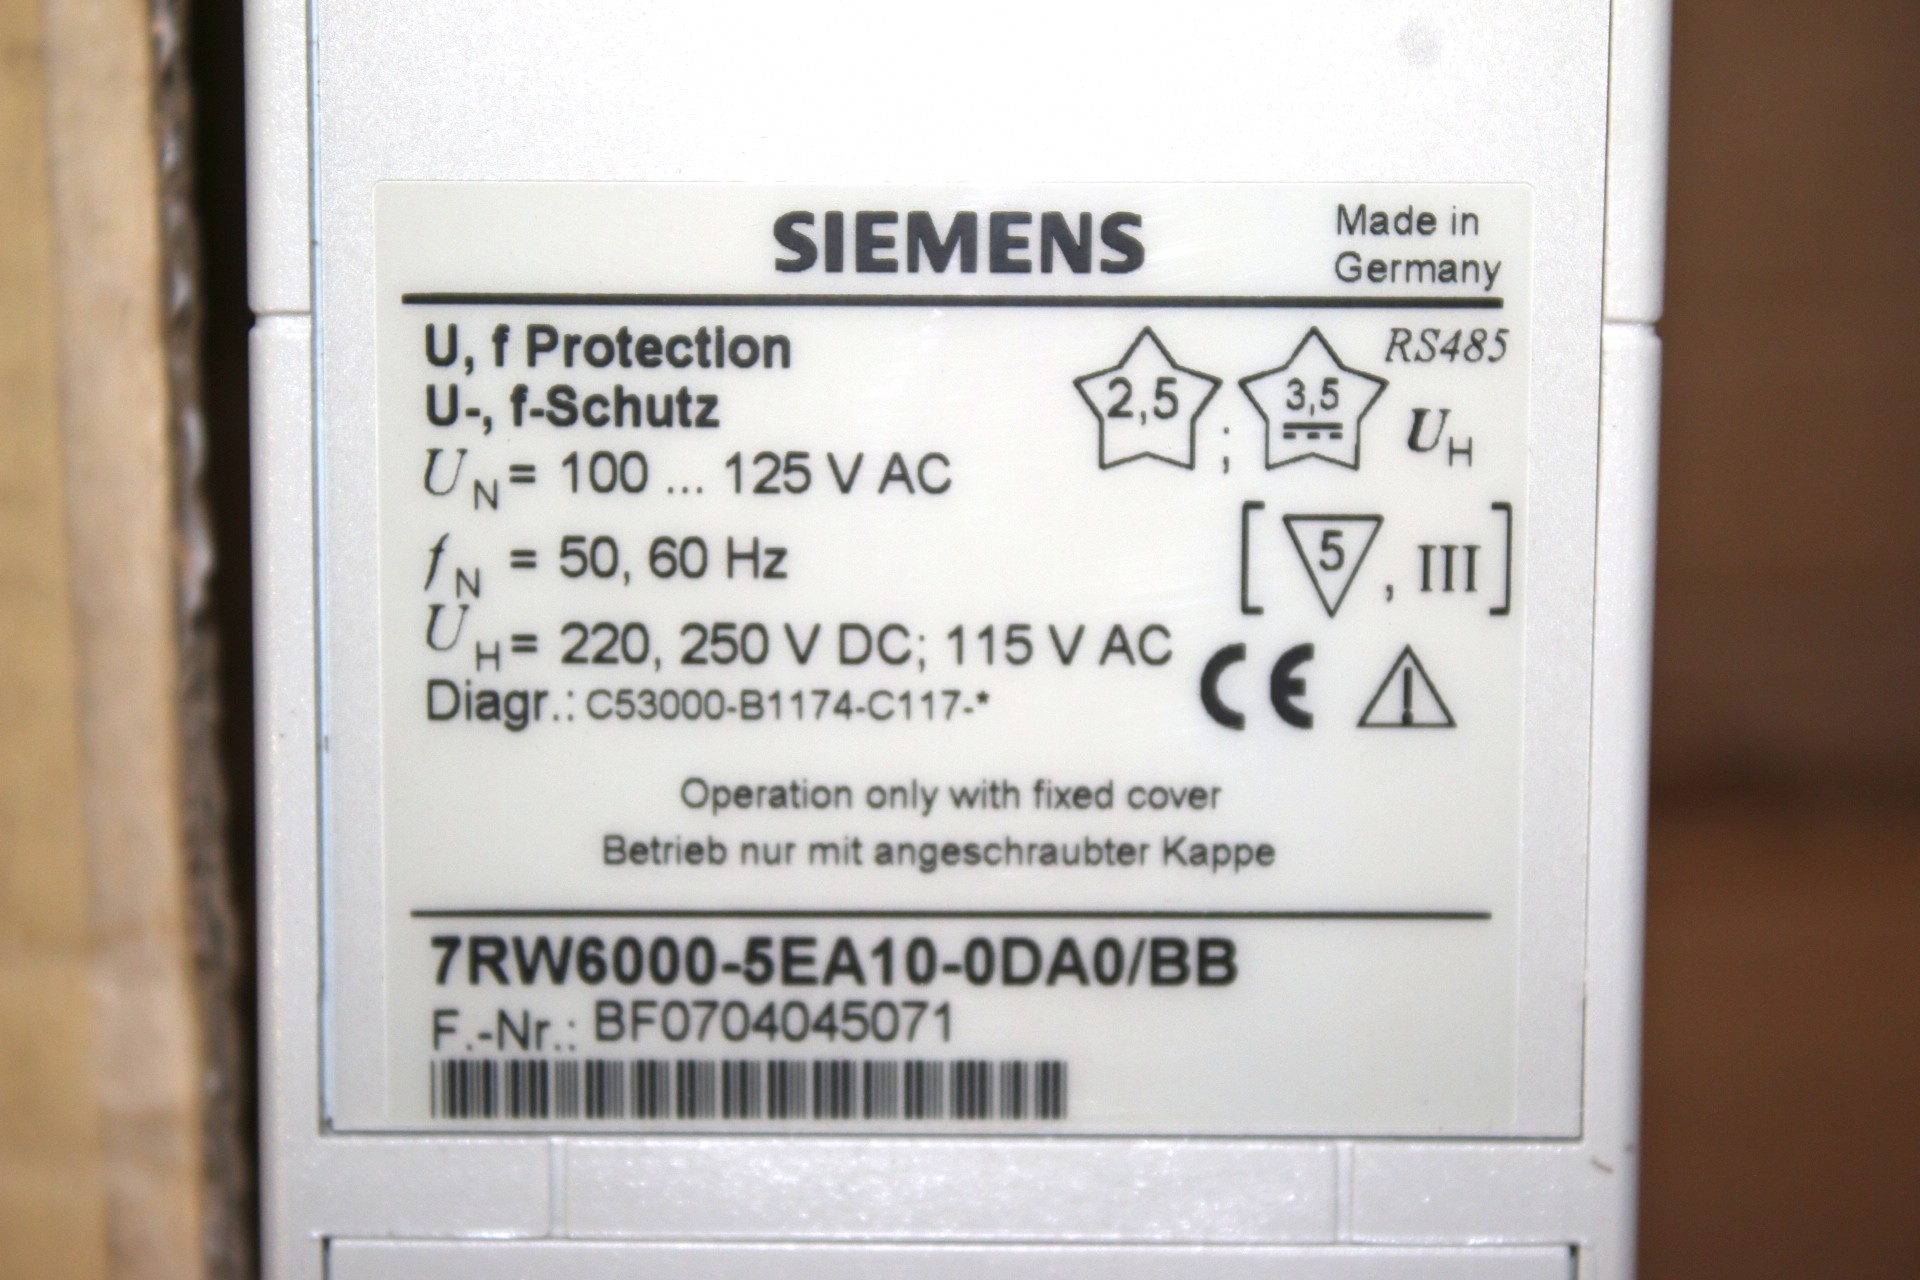 SIEMENS
Made in
Germany
U, f Protection
U-, f-Schutz
2,5 ; 3,5
RS485
UH
UN = 100 ... 125 V AC
fN = 50, 60 Hz
[ 5 , III ]
UH = 220, 250 V DC; 115 V AC
CE
Diagr.: C53000-B1174-C117-*
Operation only with fixed cover
Betrieb nur mit angeschraubter Kappe
7RW6000-5EA10-0DA0/BB
F.-Nr.: BF0704045071